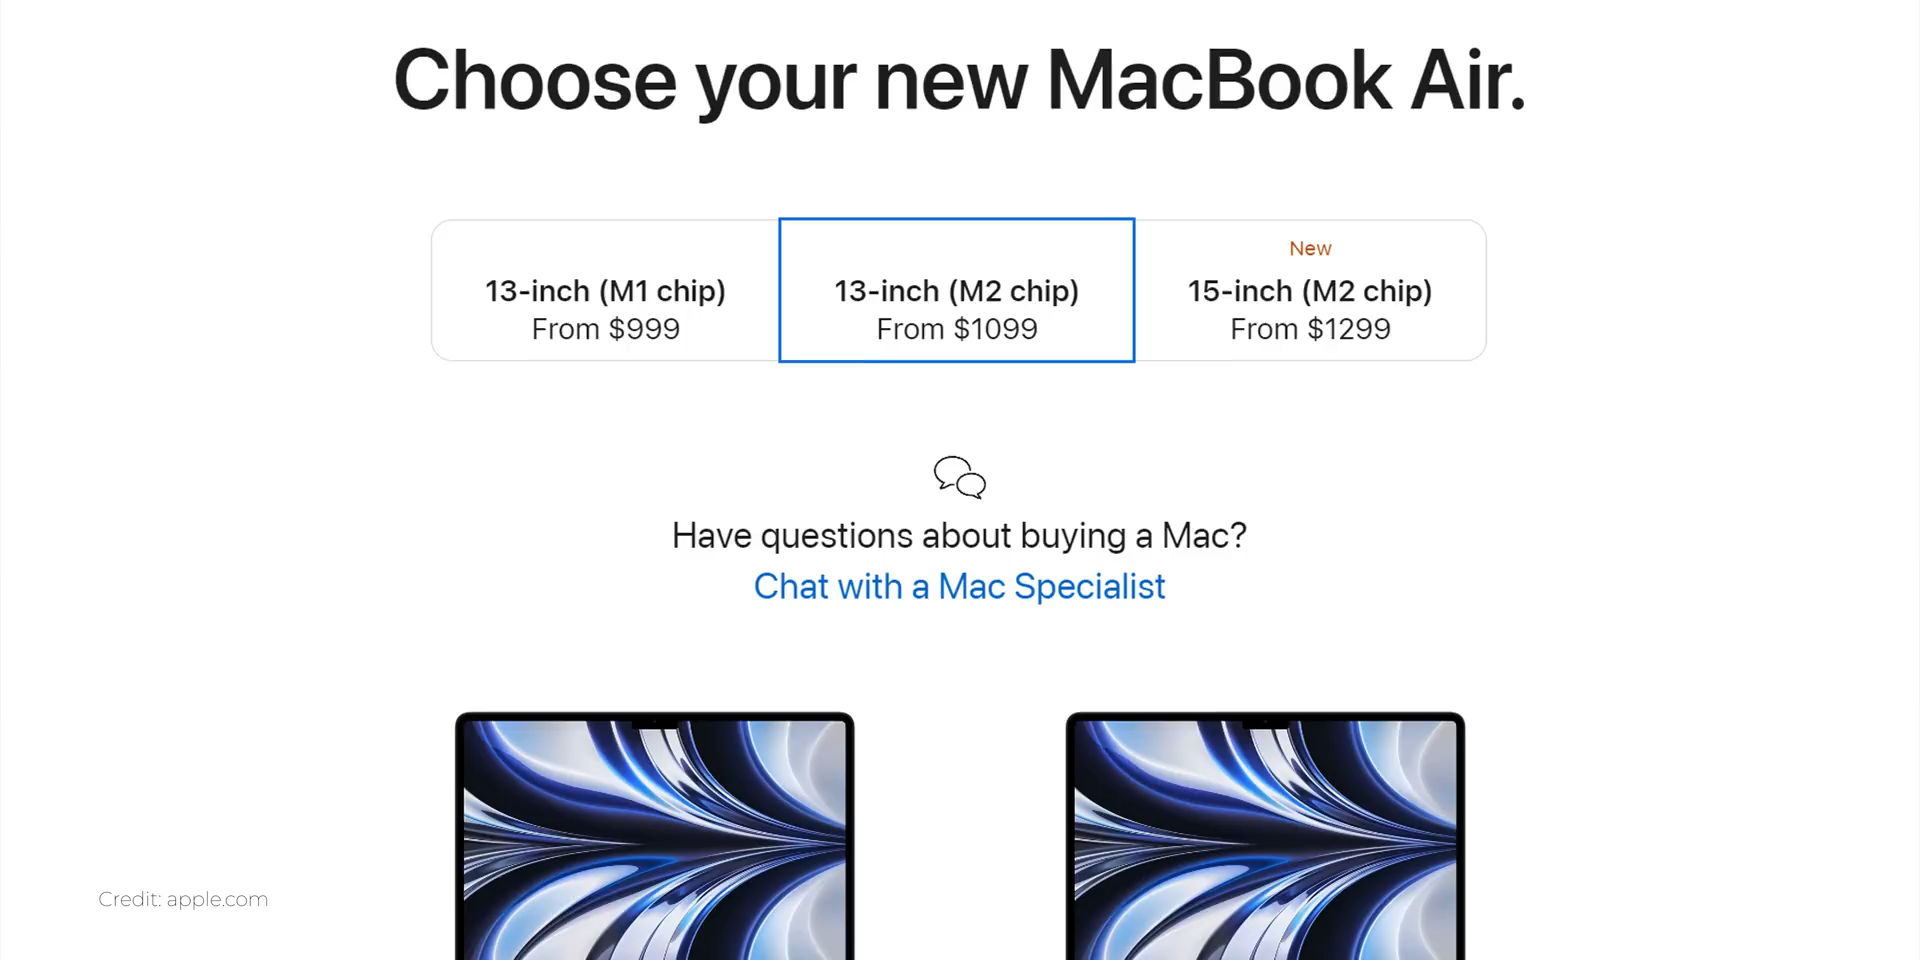 Choose your new MacBook Air.
13-inch (M1 chip)
From $999
13-inch (M2 chip)
From $1099
New
15-inch (M2 chip)
From $1299
Have questions about buying a Mac?
Chat with a Mac Specialist
Credit: apple.com